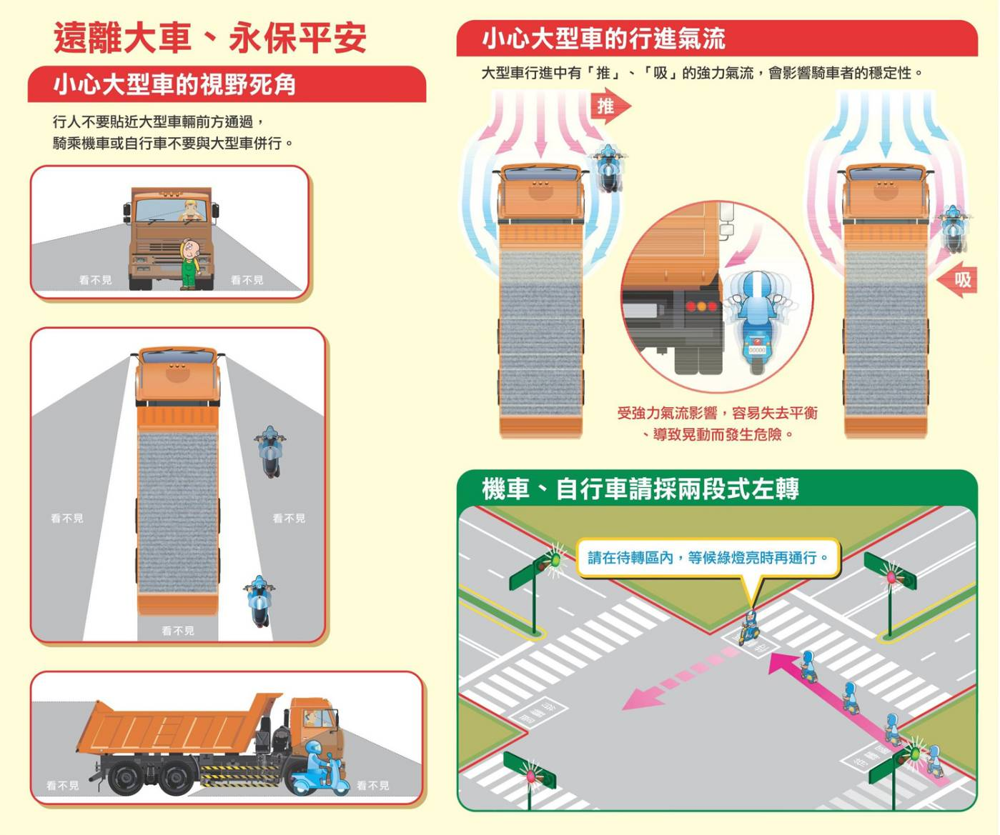 遠離大車、永保平安
小心大型車的視野死角
行人不要貼近大型車輛前方通過，
騎乘機車或自行車不要與大型車併行。
看不見
看不見
看不見
看不見
看不見
看不見
看不見
小心大型車的行進氣流
大型車行進中有「推」、「吸」的強力氣流，會影響騎車者的穩定性。
推
吸
00000
受強力氣流影響，容易失去平衡
、導致晃動而發生危險。
機車、自行車請採兩段式左轉
請在待轉區內，等候綠燈亮時再通行。